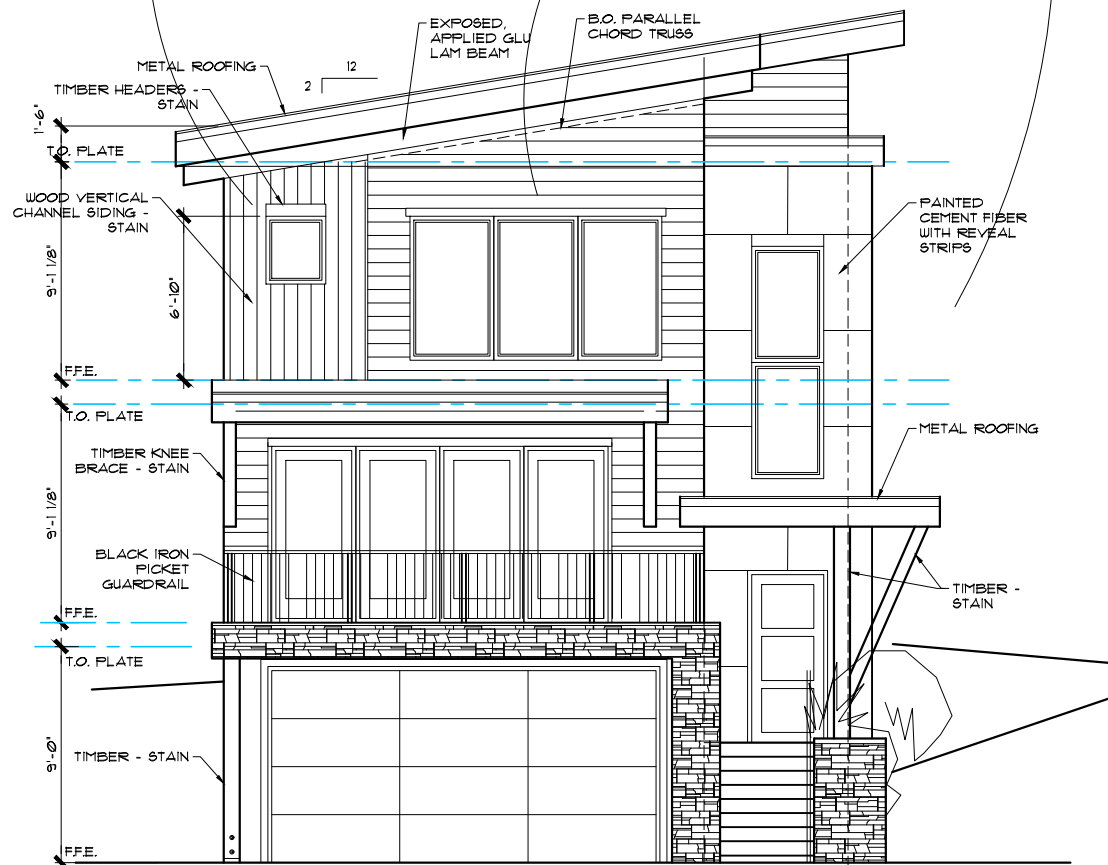 EXPOSED,
APPLIED GLU
LAM BEAM
B.O. PARALLEL
CHORD TRUSS
METAL ROOFING
12
2
TIMBER HEADERS -
STAIN
1'-6"
T.O. PLATE
WOOD VERTICAL
CHANNEL SIDING -
STAIN
PAINTED
CEMENT FIBER
WITH REVEAL
STRIPS
9'-1 1/8"
6'-10"
F.F.E.
T.O. PLATE
METAL ROOFING
TIMBER KNEE
BRACE - STAIN
9'-1 1/8"
BLACK IRON
PICKET
GUARDRAIL
TIMBER -
STAIN
F.F.E.
T.O. PLATE
9'-0"
TIMBER - STAIN
F.F.E.